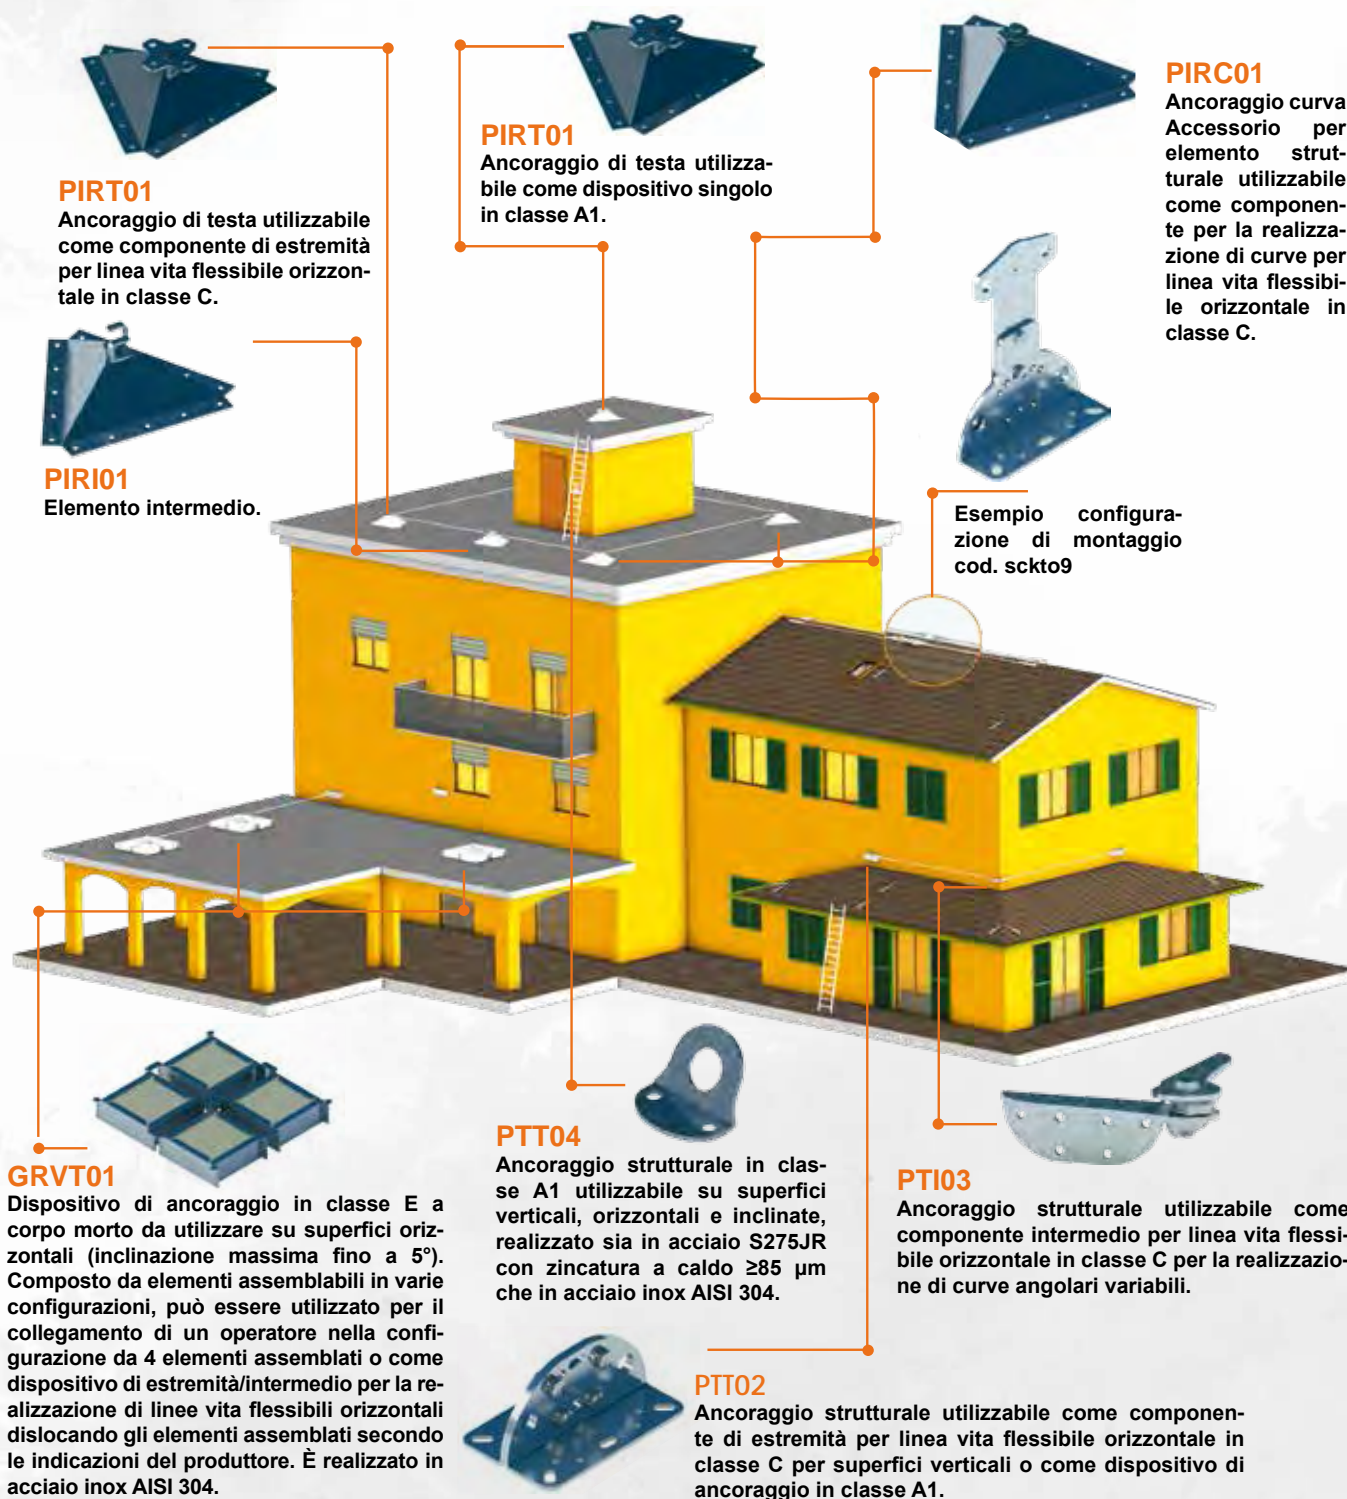 PIRT01
Ancoraggio di testa utilizzabile
come componente di estremità
per linea vita flessibile orizzon-
tale in classe C.
PIRT01
Ancoraggio di testa utilizza-
bile come dispositivo singolo
in classe A1.
PIRC01
Ancoraggio curva
Accessorio per
elemento strut-
turale utilizzabile
come componen-
te per la realizza-
zione di curve per
linea vita flessibi-
le orizzontale in
classe C.
PIRI01
Elemento intermedio.
Esempio configura-
zione di montaggio
cod. sckto9
GRVT01
Dispositivo di ancoraggio in classe E a
corpo morto da utilizzare su superfici oriz-
zontali (inclinazione massima fino a 5°).
Composto da elementi assemblabili in varie
configurazioni, può essere utilizzato per il
collegamento di un operatore nella confi-
gurazione da 4 elementi assemblati o come
dispositivo di estremità/intermedio per la re-
alizzazione di linee vita flessibili orizzontali
dislocando gli elementi assemblati secondo
le indicazioni del produttore. È realizzato in
acciaio inox AISI 304.
PTT04
Ancoraggio strutturale in clas-
se A1 utilizzabile su superfici
verticali, orizzontali e inclinate,
realizzato sia in acciaio S275JR
con zincatura a caldo ≥85 µm
che in acciaio inox AISI 304.
PTI03
Ancoraggio strutturale utilizzabile come
componente intermedio per linea vita flessi-
bile orizzontale in classe C per la realizzazio-
ne di curve angolari variabili.
PTT02
Ancoraggio strutturale utilizzabile come componen-
te di estremità per linea vita flessibile orizzontale in
classe C per superfici verticali o come dispositivo di
ancoraggio in classe A1.